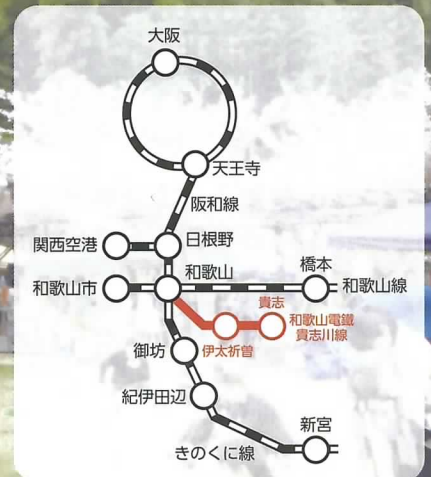 大阪
天王寺
阪和線
関西空港
日根野
和歌山市
和歌山
橋本
和歌山線
貴志
和歌山電鐵
貴志川線
伊太祈曽
御坊
紀伊田辺
新宮
きのくに線